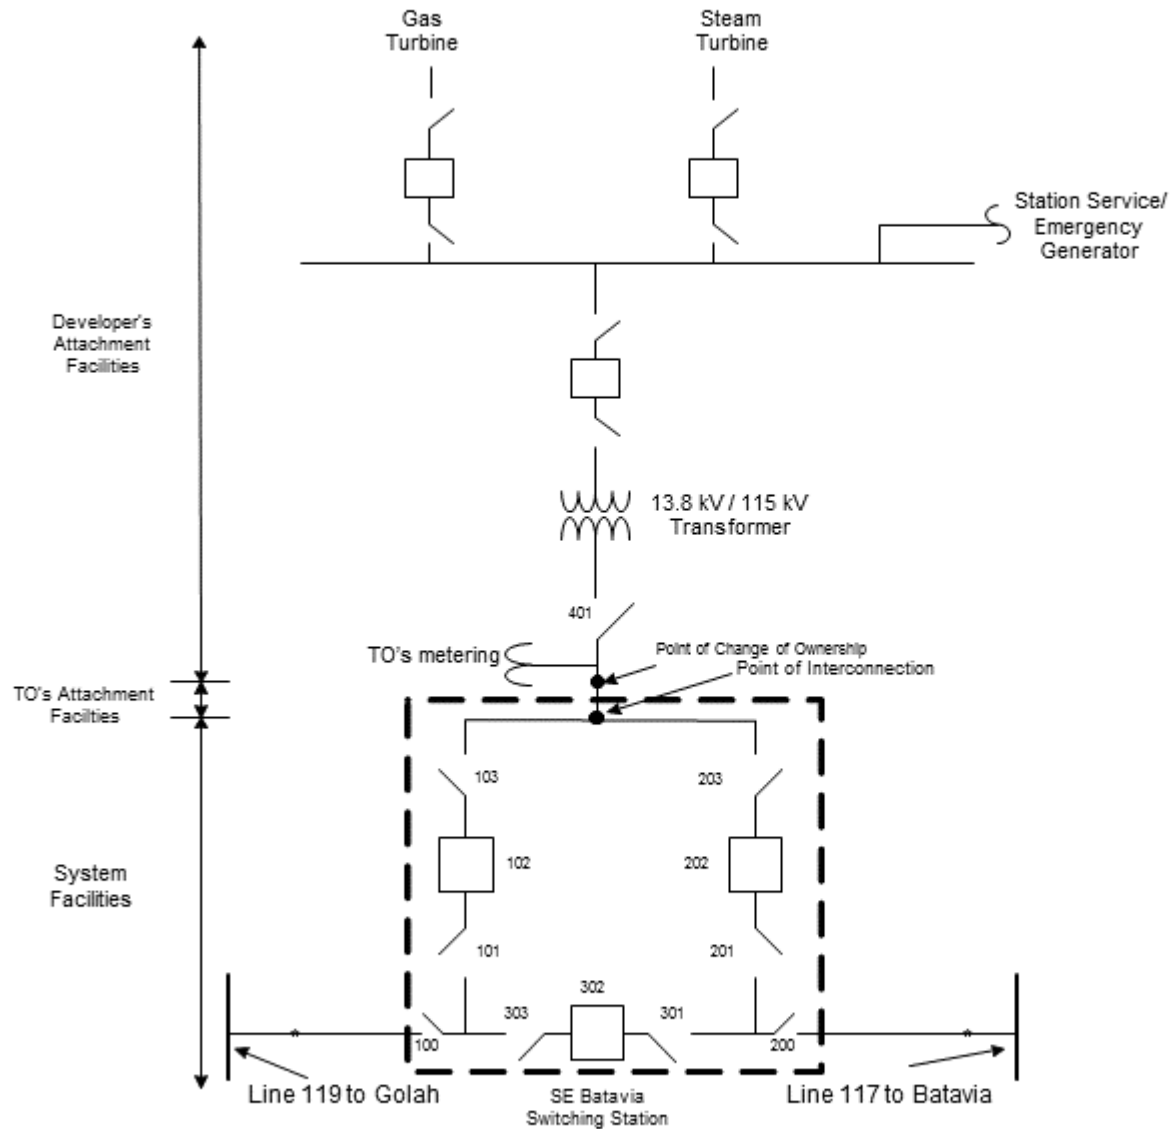 Gas
Turbine
Steam
Turbine
Station Service/
Emergency
Generator
Developer's
Attachment
Facilities
13.8 kV / 115 kV
Transformer
401
TO's metering
Point of Change of Ownership
Point of Interconnection
TO's Attachment
Facilties
103
203
102
202
System
Facilities
101
201
302
303
301
100
200
Line 119 to Golah
Line 117 to Batavia
SE Batavia
Switching Station